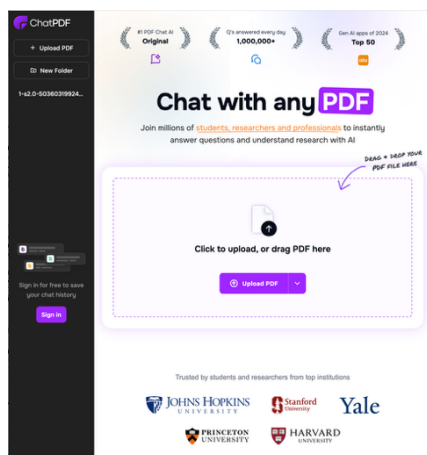 ChatPDF
+ Upload PDF
New Folder
1-s2.0-S0360319924...
Sign in for free to save
your chat history
Sign in
#1 PDF Chat AI
Original
Q's answered every day
1,000,000+
Gen AI apps of 2024
Top 50
Chat with any PDF
Join millions of students, researchers and professionals to instantly
answer questions and understand research with AI
DRAG & DROP YOUR
PDF FILE HERE
Click to upload, or drag PDF here
Upload PDF
Trusted by students and researchers from top institutions
JOHNS HOPKINS
UNIVERSITY
Stanford
University
Yale
PRINCETON
UNIVERSITY
HARVARD
UNIVERSITY